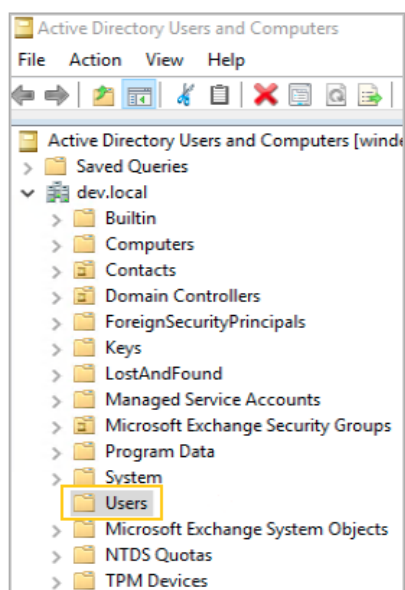 Active Directory Users and Computers
File Action View Help
Active Directory Users and Computers [winde
Saved Queries
dev.local
Builtin
Computers
Contacts
Domain Controllers
ForeignSecurityPrincipals
Keys
LostAndFound
Managed Service Accounts
Microsoft Exchange Security Groups
Program Data
System
Users
Microsoft Exchange System Objects
NTDS Quotas
TPM Devices